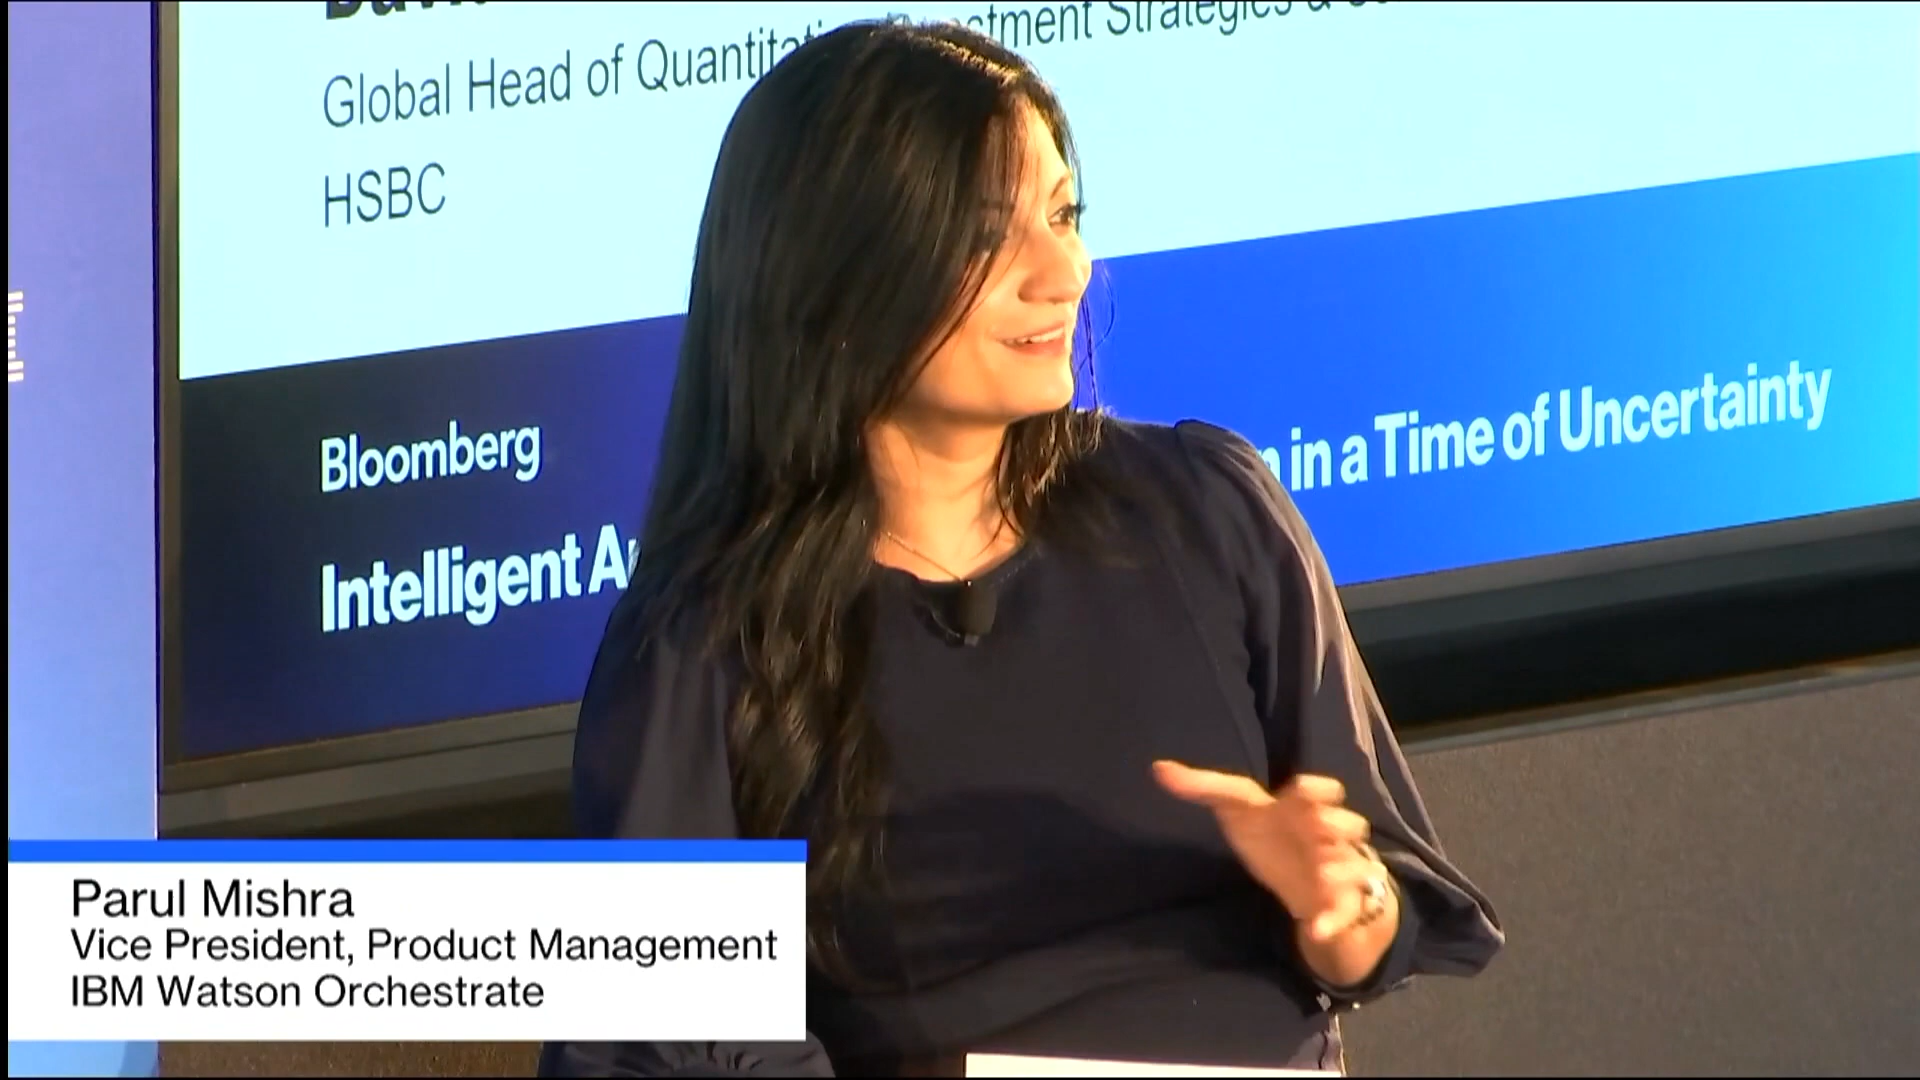 Global Head of
HSBC
Bloomberg
Intelligent
in a Time of Uncertainty
Parul Mishra
Vice President, Product Management
IBM Watson Orchestrate